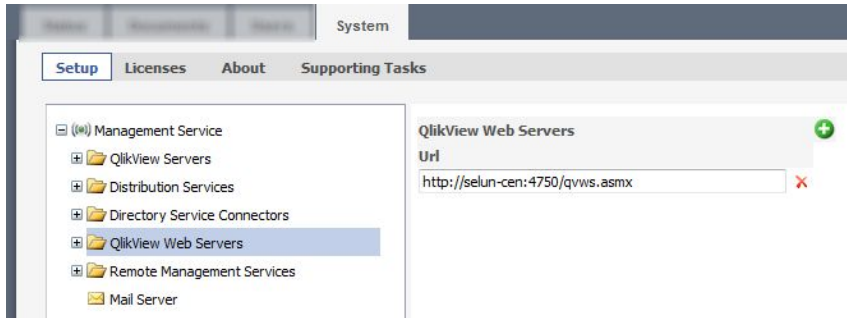 System
Setup Licenses About Supporting Tasks
Management Service
QlikView Servers
Distribution Services
Directory Service Connectors
QlikView Web Servers
Remote Management Services
Mail Server
QlikView Web Servers
Url
http://selun-cen:4750/qvws.asmx